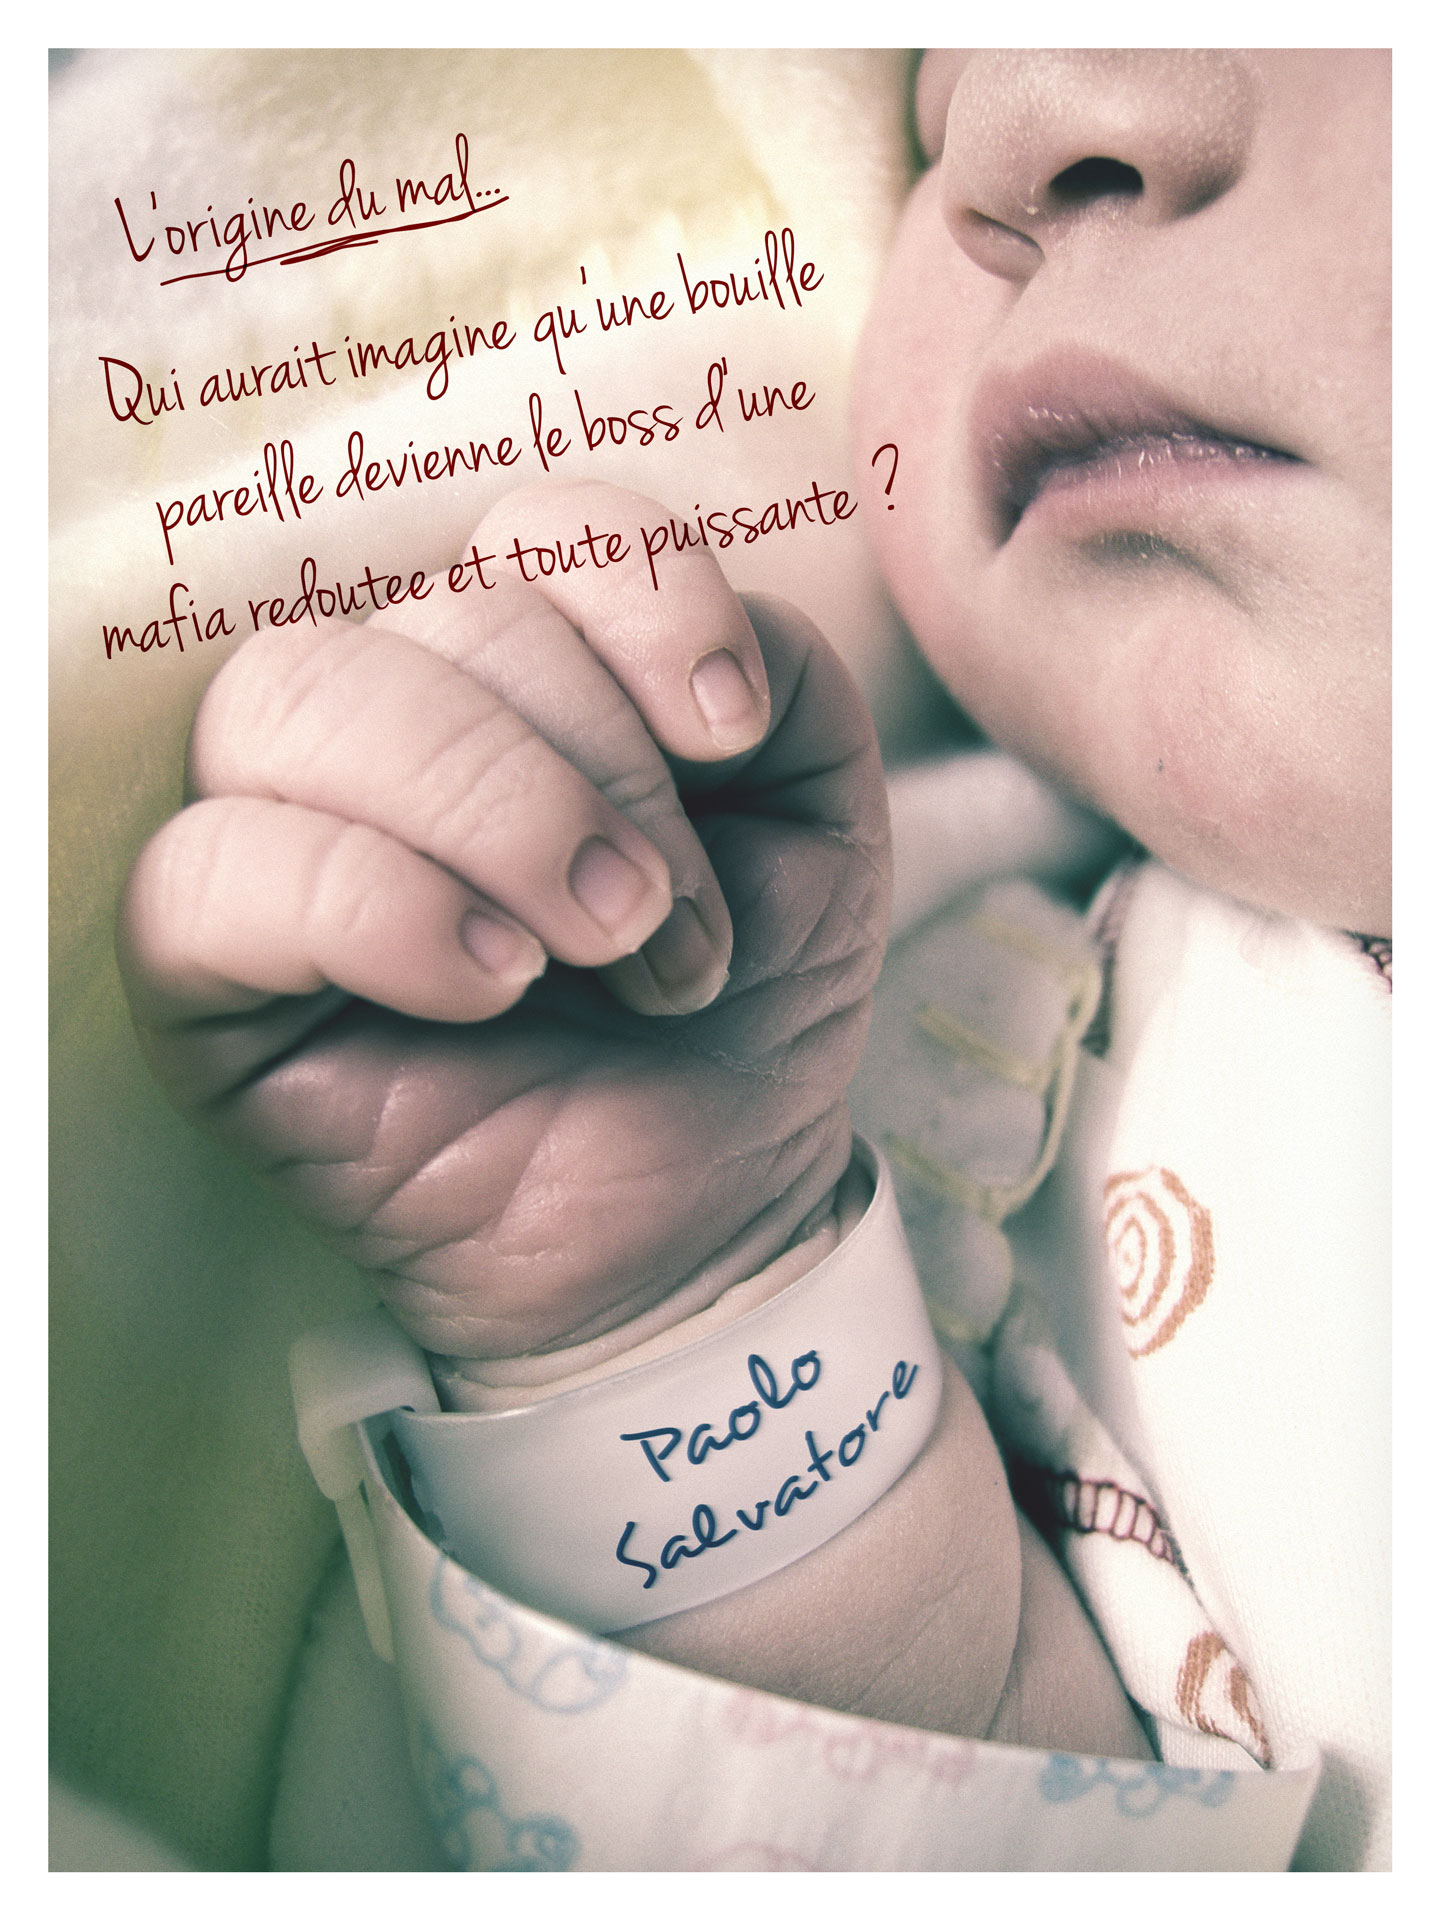 L'origine du mal...
Qui aurait imagine qu'une bouille
pareille devienne le boss d'une
mafia redoutee et toute puissante ?
Paolo
Salvatore